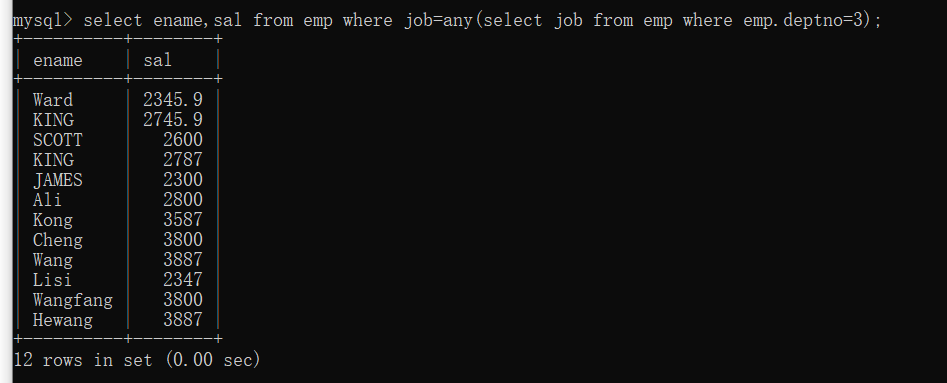 mysql> select ename,sal from emp where job=any(select job from emp where emp.deptno=3);
+----------+--------+
| ename    | sal    |
+----------+--------+
| Ward     | 2345.9 |
| KING     | 2745.9 |
| SCOTT    |   2600 |
| KING     |   2787 |
| JAMES    |   2300 |
| Ali      |   2800 |
| Kong     |   3587 |
| Cheng    |   3800 |
| Wang     |   3887 |
| Lisi     |   2347 |
| Wangfang |   3800 |
| Hewang   |   3887 |
+----------+--------+
12 rows in set (0.00 sec)